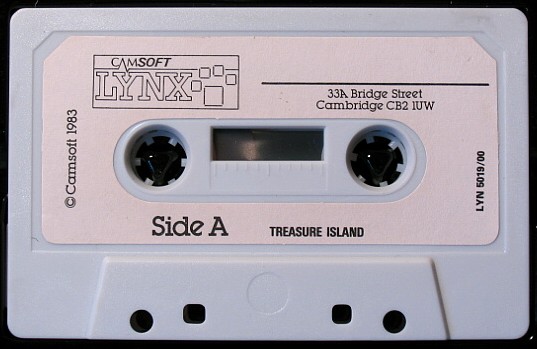 CAMSOFT
LYNX
33A Bridge Street
Cambridge CB2 1UW
© Camsoft 1983
LYN 5019/00
Side A
TREASURE ISLAND